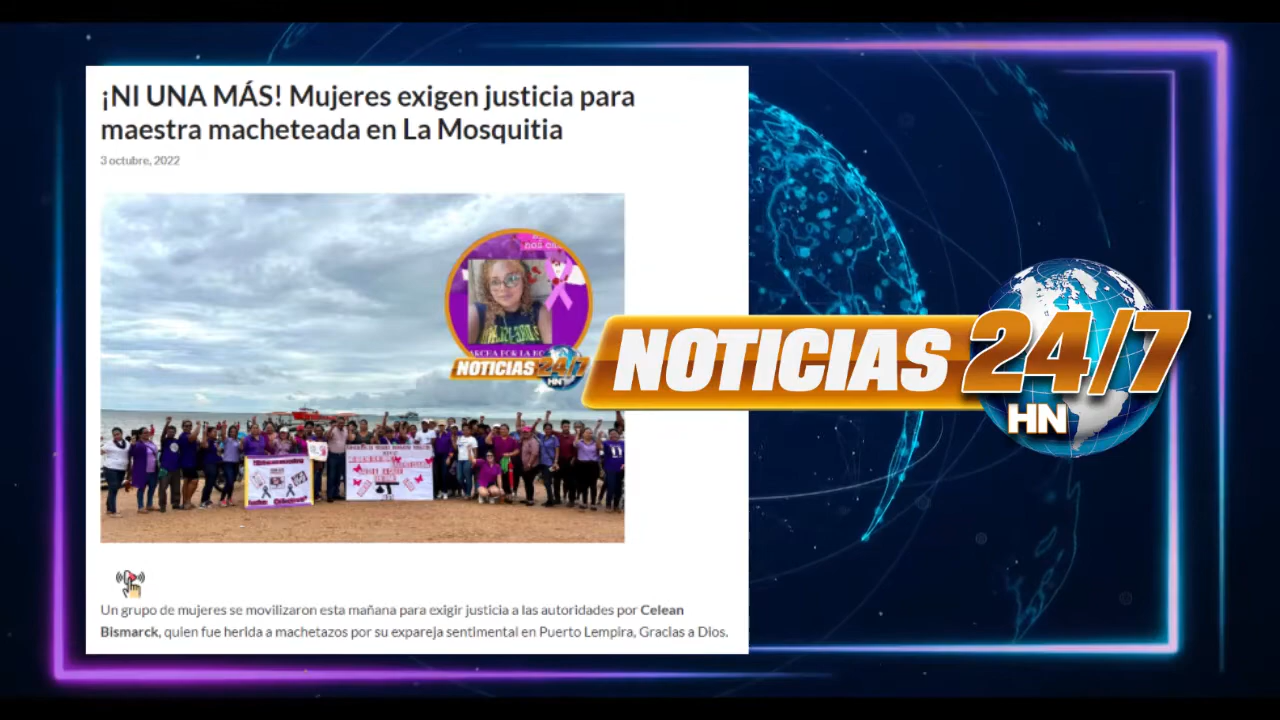 ¡NI UNA MÁS! Mujeres exigen justicia para
maestra macheteada en La Mosquitia
3 octubre, 2022
NOTICIAS 24/7
HN
NOTICIAS 24/7
HN
Un grupo de mujeres se movilizaron esta mañana para exigir justicia a las autoridades por Celean
Bismarck, quien fue herida a machetazos por su expareja sentimental en Puerto Lempira, Gracias a Dios.